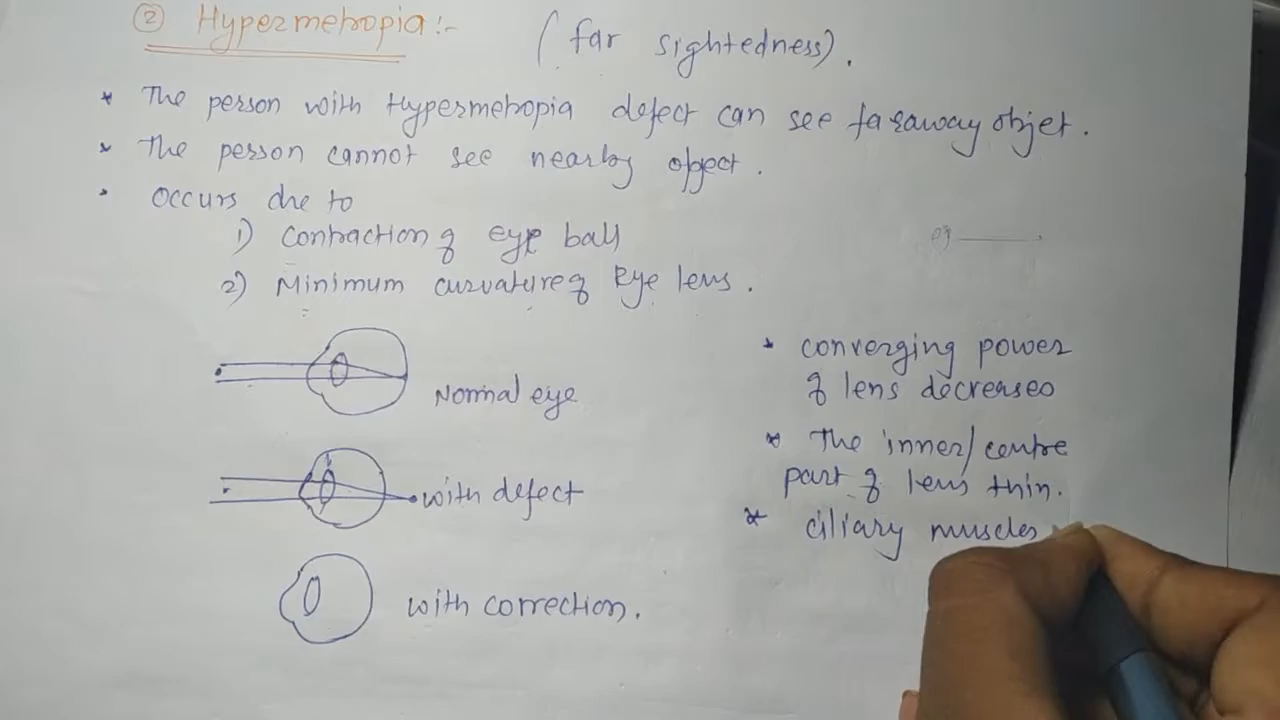 ② Hypermetropia:- (far sightedness).
* The person with Hypermetropia defect can see faraway objet.
* The person cannot see nearby object.
• occurs due to
1) contraction of eye ball
2) Minimum curvature of Eye lens.
Normal eye
with defect
with correction.
* converging power
of lens decreases
* The inner/centre
part of lens thin.
* ciliary muscles